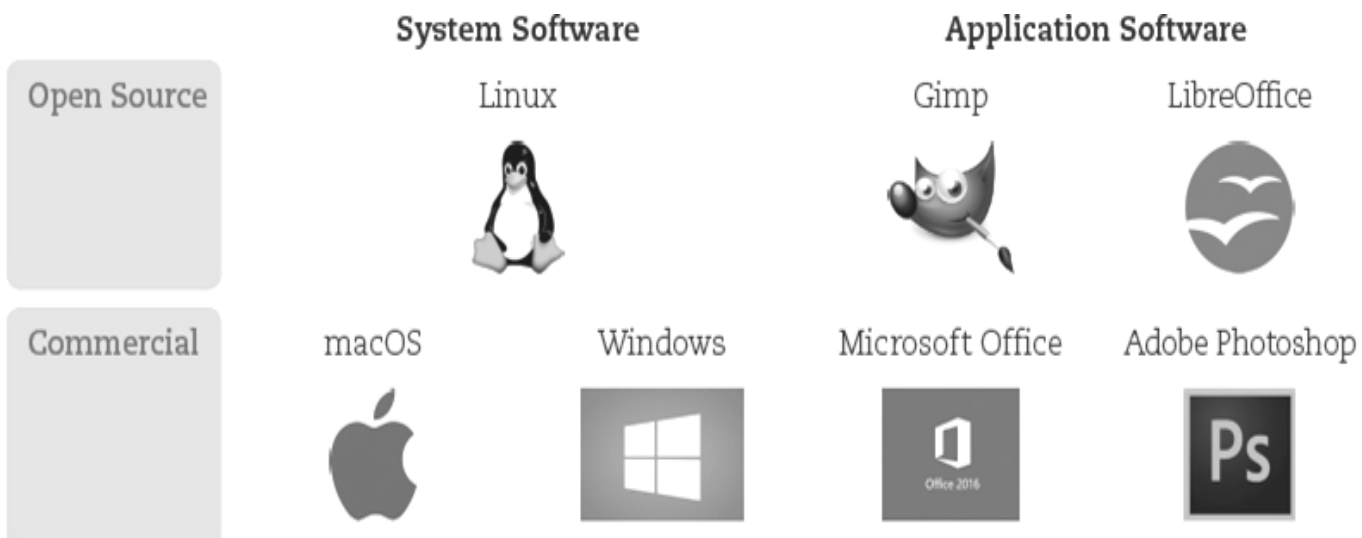 System Software
Application Software
Open Source
Linux
Gimp
LibreOffice
Commercial
macOS
Windows
Microsoft Office
Adobe Photoshop
Office 2016
Ps